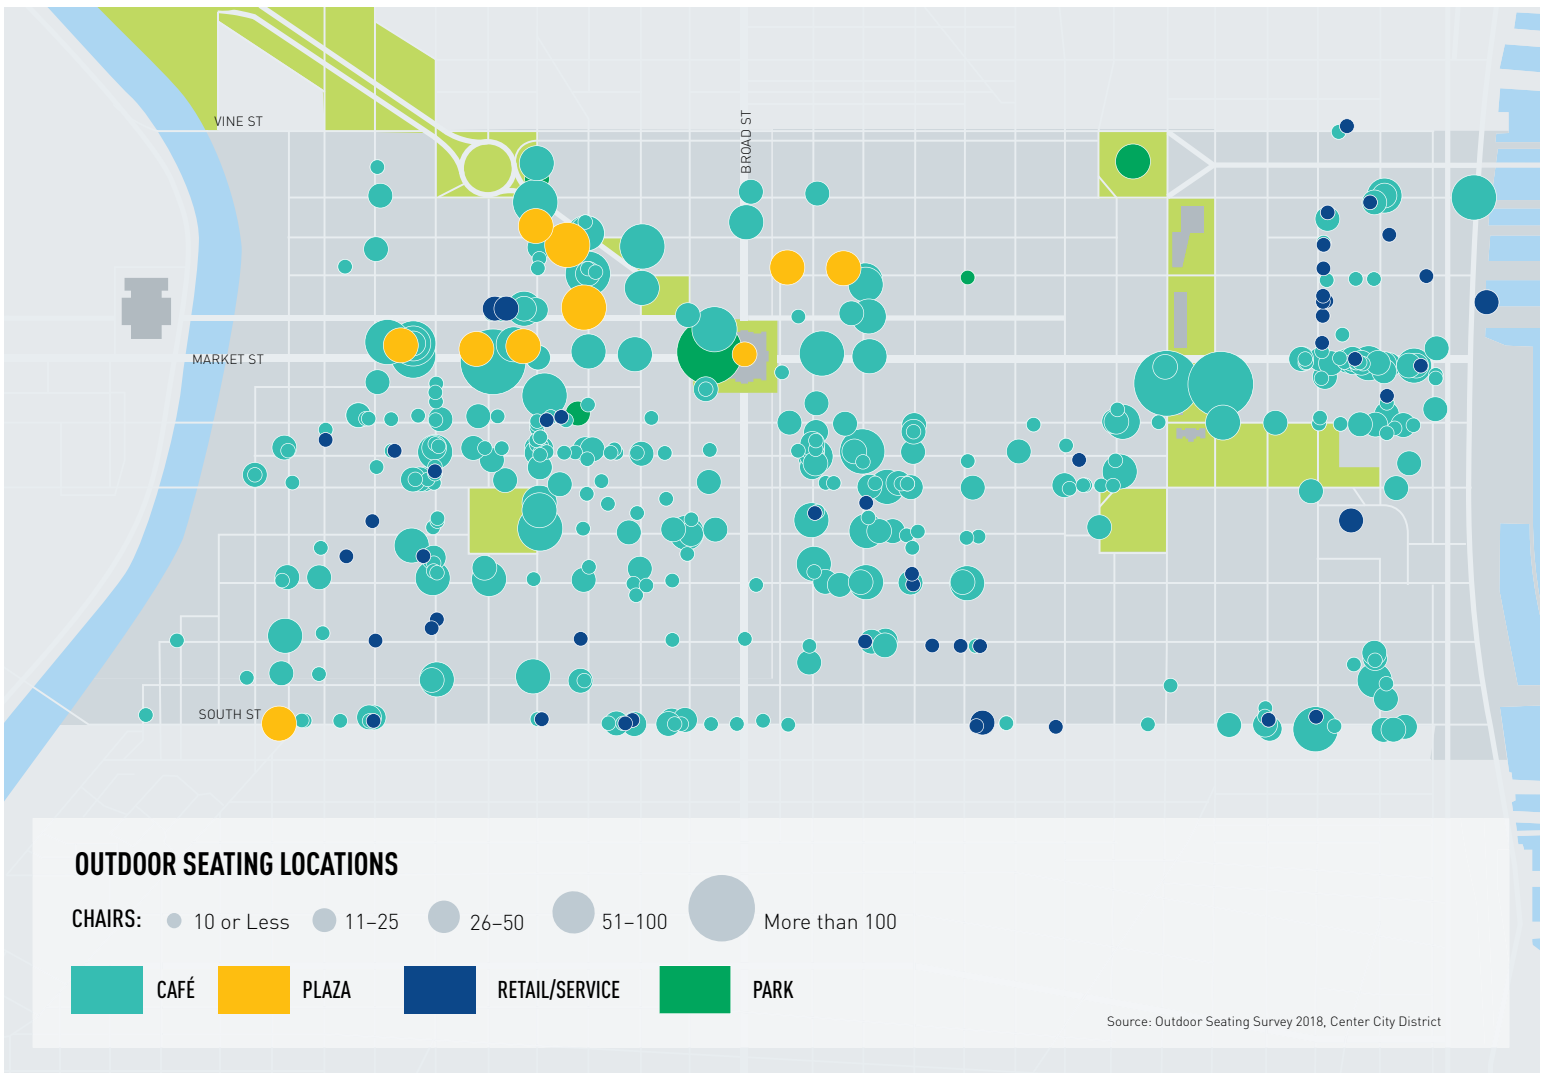 VINE ST
BROAD ST
MARKET ST
SOUTH ST
OUTDOOR SEATING LOCATIONS
CHAIRS: 10 or Less 11–25 26–50 51–100 More than 100
CAFÉ PLAZA RETAIL/SERVICE PARK
Source: Outdoor Seating Survey 2018, Center City District